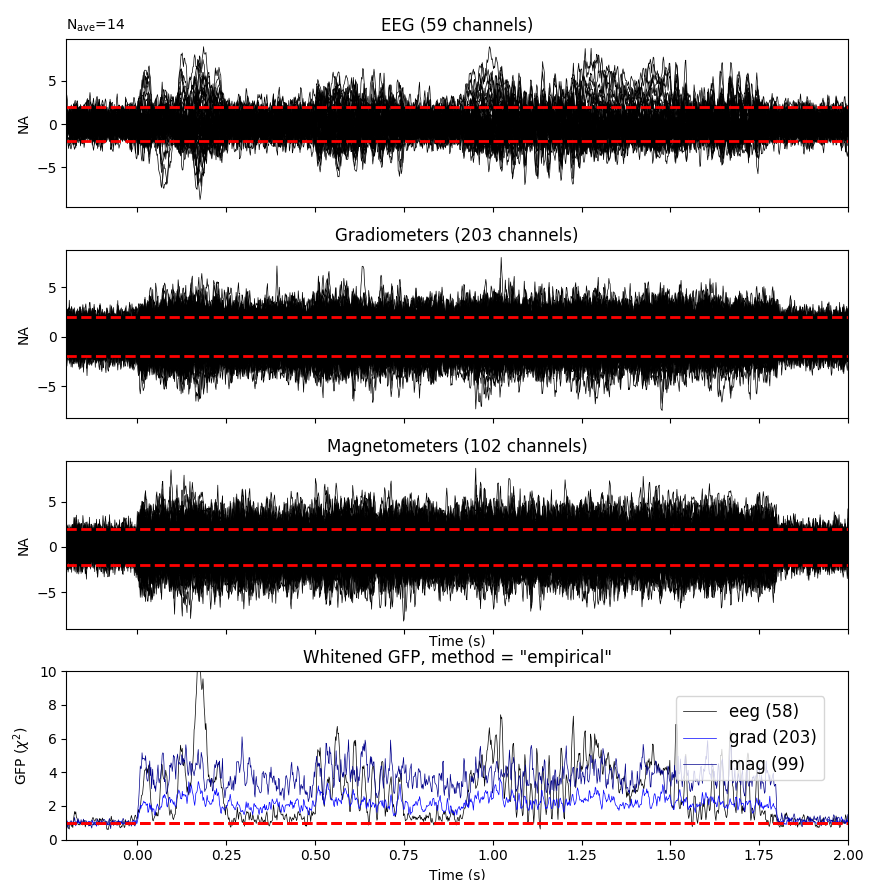 N_ave=14
EEG (59 channels)
5
0
−5
NA
Gradiometers (203 channels)
5
0
−5
NA
Magnetometers (102 channels)
5
0
−5
NA
Time (s)
Whitened GFP, method = "empirical"
10
8
6
4
2
0
GFP (χ²)
eeg (58)
grad (203)
mag (99)
0.00 0.25 0.50 0.75 1.00 1.25 1.50 1.75 2.00
Time (s)